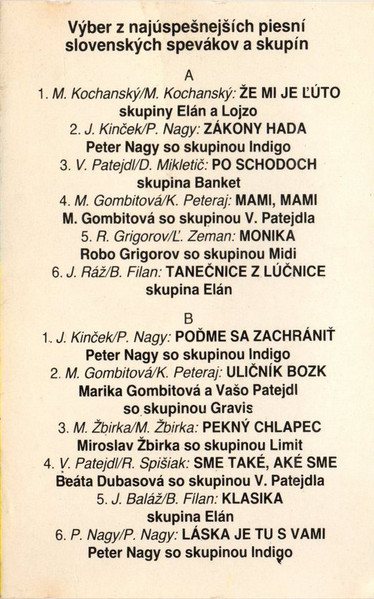 Výber z najúspešnejších piesní
slovenských spevákov a skupín
A
1. M. Kochanský/M. Kochanský: ŽE MI JE ĽÚTO
skupiny Elán a Lojzo
2. J. Kinček/P. Nagy: ZÁKONY HADA
Peter Nagy so skupinou Indigo
3. V. Patejdl/D. Mikletič: PO SCHODOCH
skupina Banket
4. M. Gombitová/K. Peteraj: MAMI, MAMI
M. Gombitová so skupinou V. Patejdla
5. R. Grigorov/Ľ. Zeman: MONIKA
Robo Grigorov so skupinou Midi
6. J. Ráž/B. Filan: TANEČNICE Z LÚČNICE
skupina Elán
B
1. J. Kinček/P. Nagy: POĎME SA ZACHRÁNIŤ
Peter Nagy so skupinou Indigo
2. M. Gombitová/K. Peteraj: ULIČNÍK BOZK
Marika Gombitová a Vašo Patejdl
so skupinou Gravis
3. M. Žbirka/M. Žbirka: PEKNÝ CHLAPEC
Miroslav Žbirka so skupinou Limit
4. V. Patejdl/R. Spišiak: SME TAKÉ, AKÉ SME
Beáta Dubasová so skupinou V. Patejdla
5. J. Baláž/B. Filan: KLASIKA
skupina Elán
6. P. Nagy/P. Nagy: LÁSKA JE TU S VAMI
Peter Nagy so skupinou Indigo